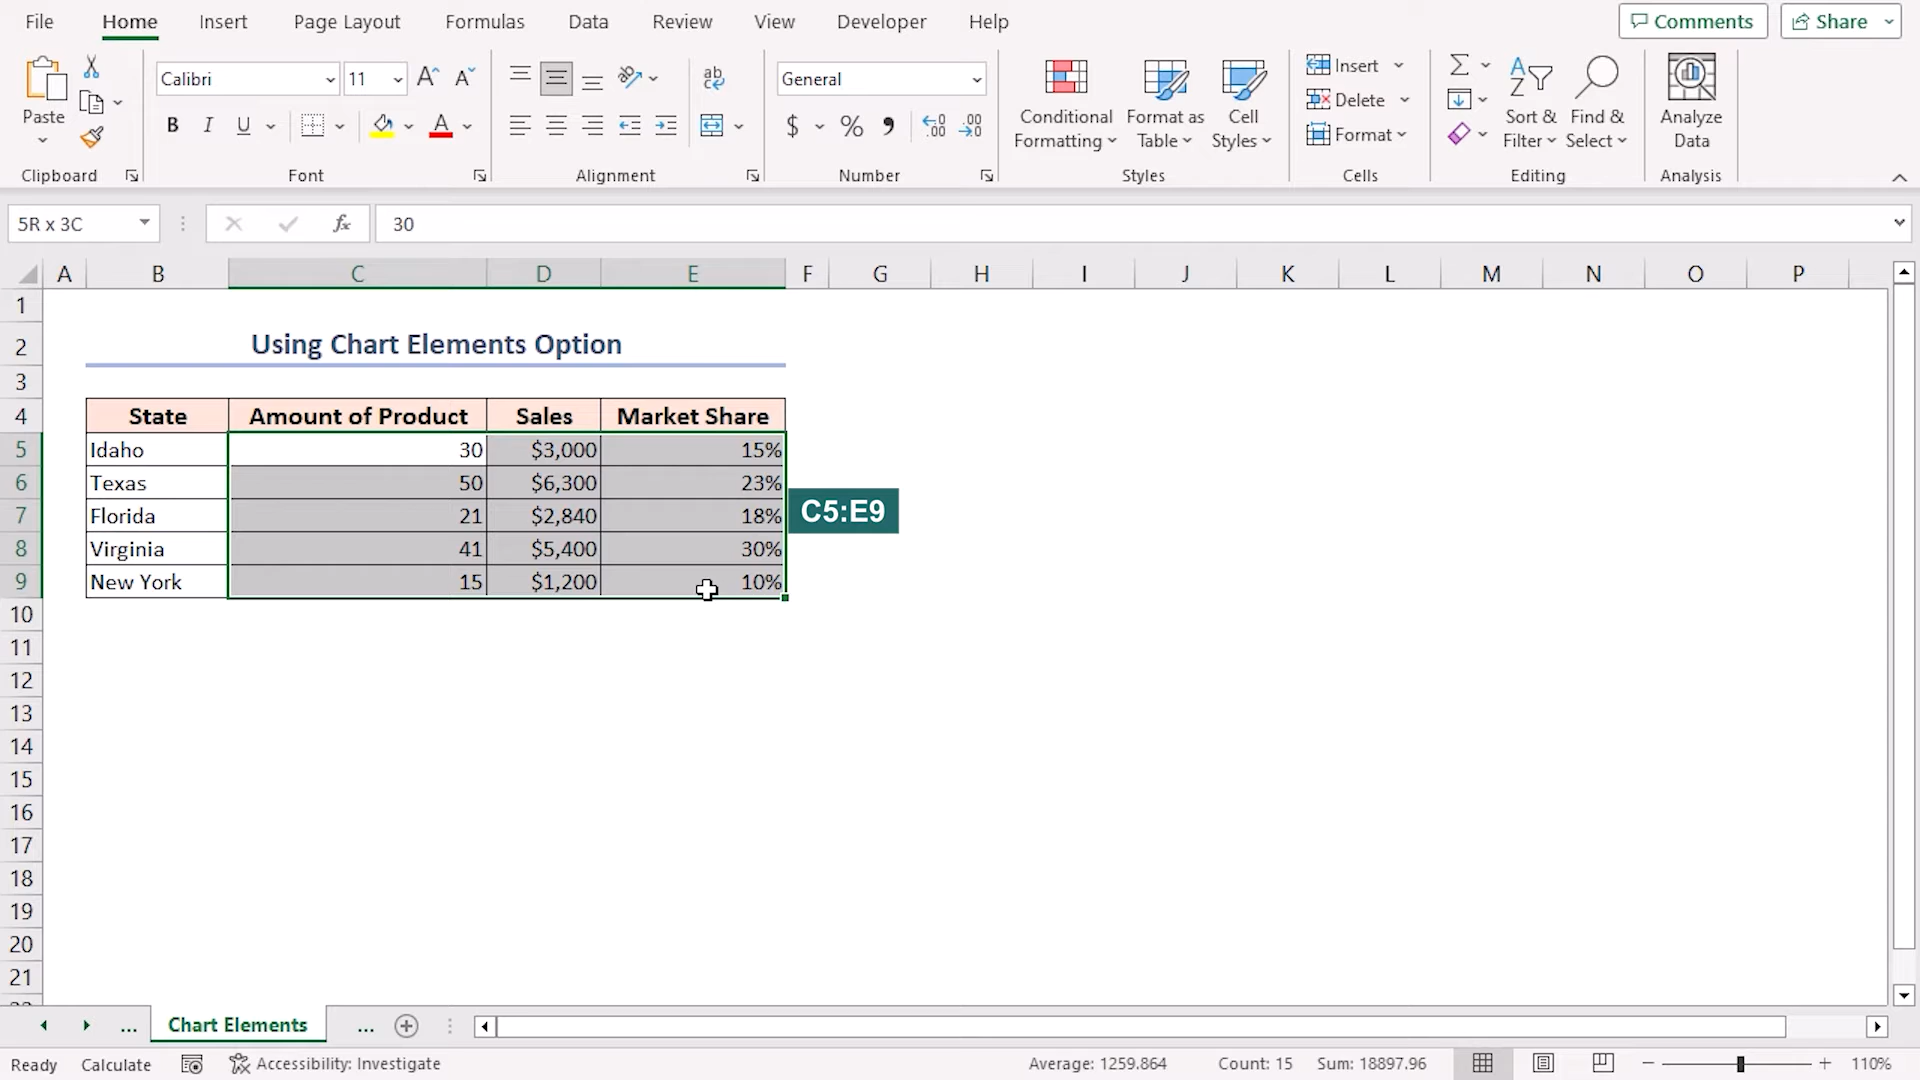 File Home Insert Page Layout Formulas Data Review View Developer Help Comments Share
Paste
Clipboard
Calibri 11
B I U A
Font
ab
Alignment
General
$ % 9 .00 .00
Number
Conditional Formatting
Format as Table
Cell Styles
Styles
Insert
Delete
Format
Cells
Sort & Filter
Find & Select
Editing
Analyze Data
Analysis
5R x 3C fx 30
A B C D E F G H I J K L M N O P
1
2 Using Chart Elements Option
3
4 State Amount of Product Sales Market Share
5 Idaho 30 $3,000 15%
6 Texas 50 $6,300 23%
7 Florida 21 $2,840 18% C5:E9
8 Virginia 41 $5,400 30%
9 New York 15 $1,200 10%
10
11
12
13
14
15
16
17
18
19
20
21
... Chart Elements ...
Ready Calculate Accessibility: Investigate Average: 1259.864 Count: 15 Sum: 18897.96 110%